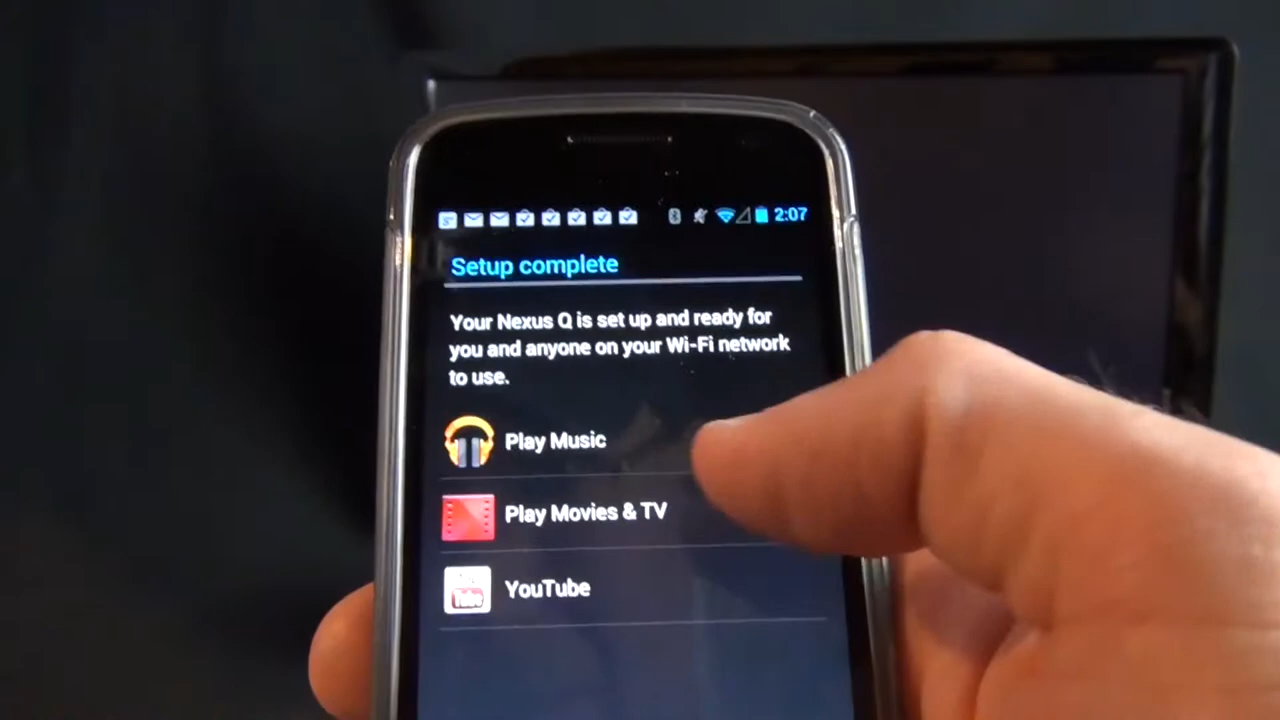 2:07
Setup complete
Your Nexus Q is set up and ready for
you and anyone on your Wi-Fi network
to use.
Play Music
Play Movies & TV
YouTube